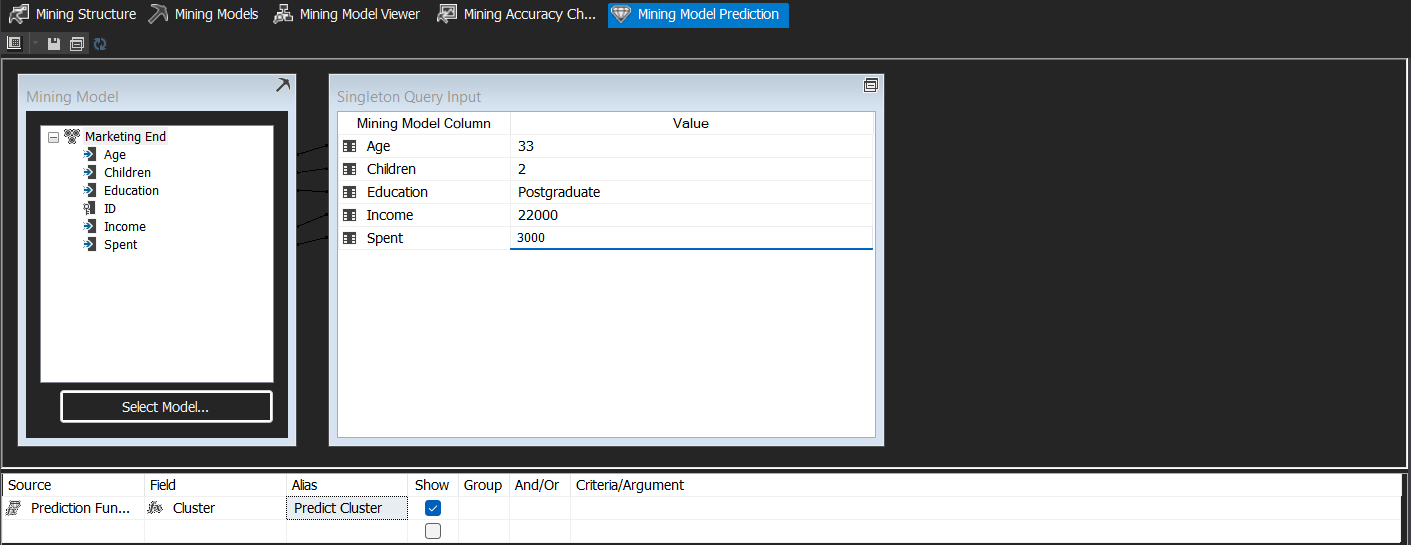 Mining Structure Mining Models Mining Model Viewer Mining Accuracy Ch... Mining Model Prediction
Mining Model
Marketing End
Age
Children
Education
ID
Income
Spent
Select Model...
Singleton Query Input
Mining Model Column Value
Age 33
Children 2
Education Postgraduate
Income 22000
Spent 3000
Source Field Alias Show Group And/Or Criteria/Argument
Prediction Fun... Cluster Predict Cluster